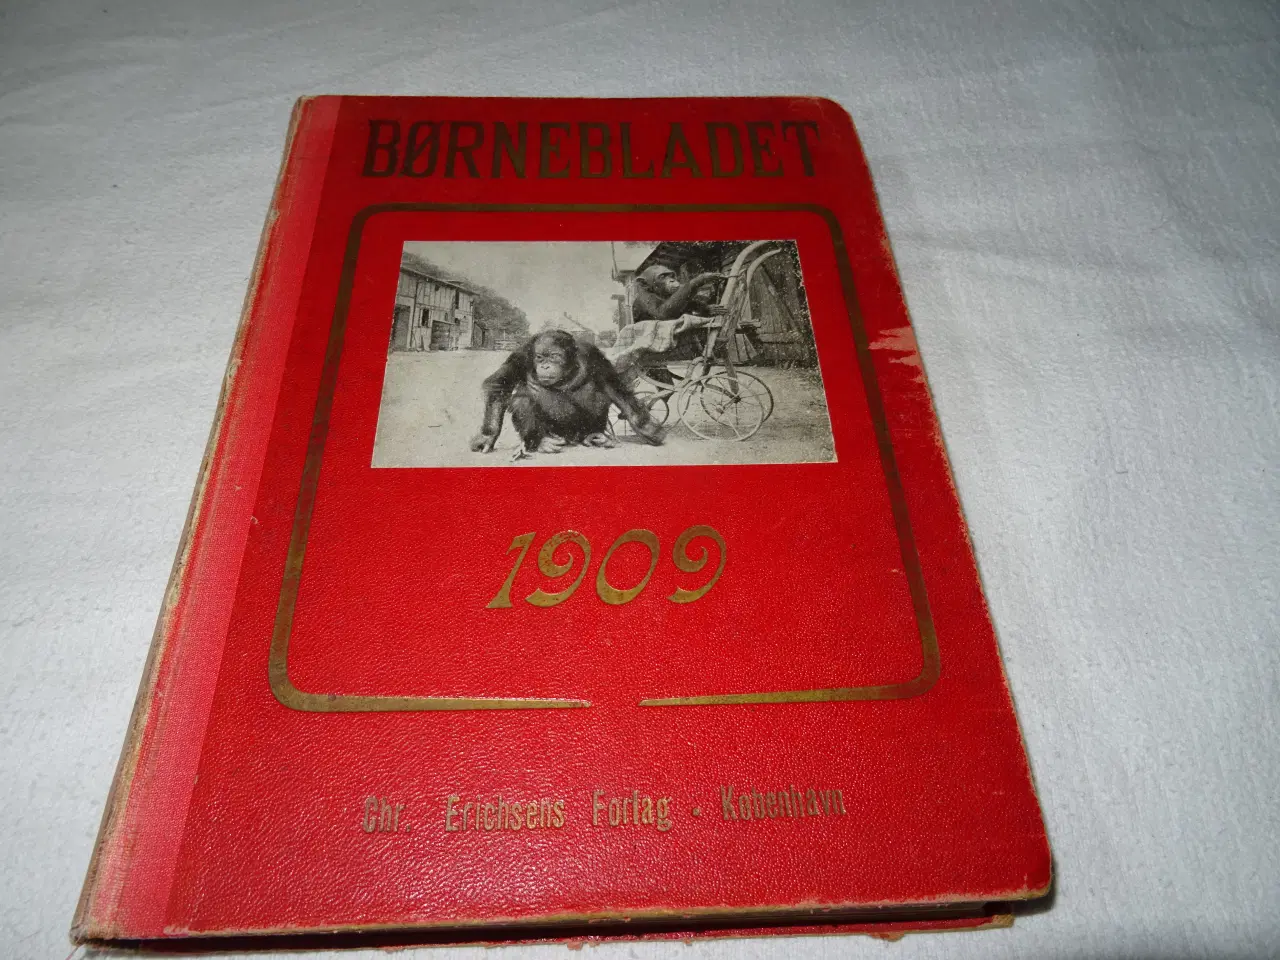 BØRNEBLADET
1909
Chr. Erichsens Forlag - København